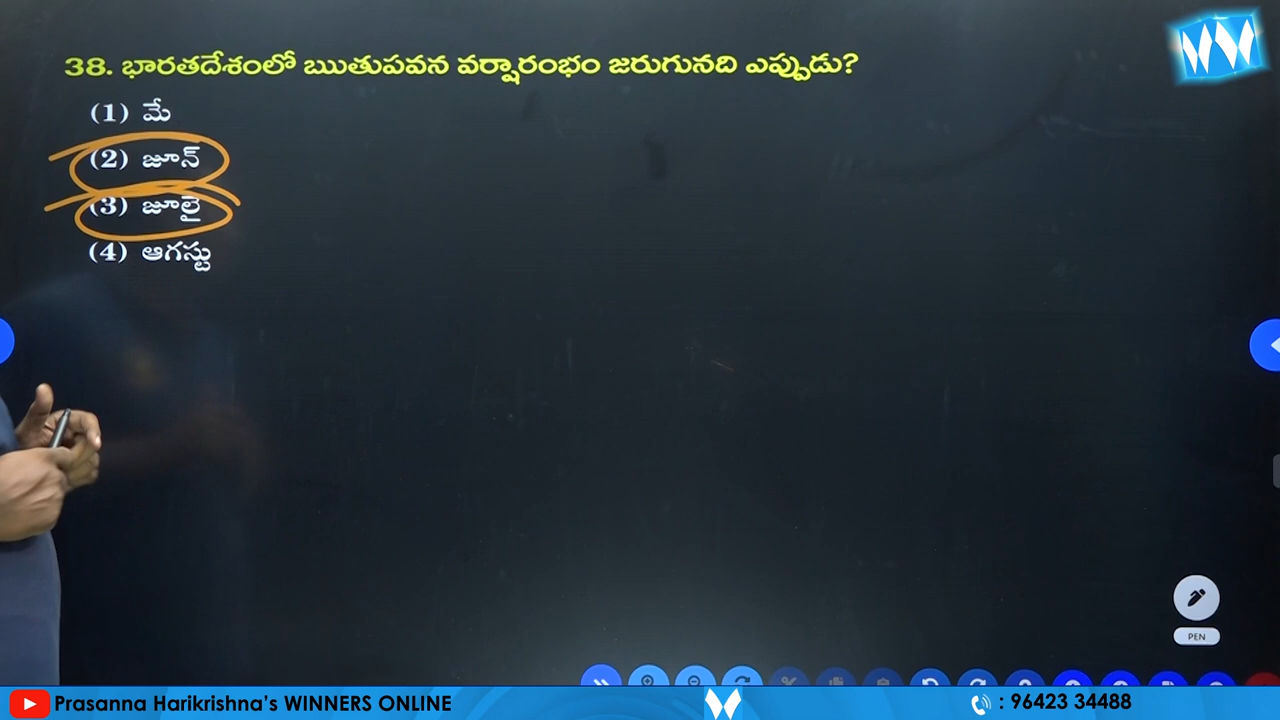 38. భారతదేశంలో ఋతుపవన వర్షారంభం జరుగునది ఎప్పుడు?
(1) మే
(2) జూన్
(3) జూలై
(4) ఆగస్టు
PEN
Prasanna Harikrishna's WINNERS ONLINE
: 96423 34488